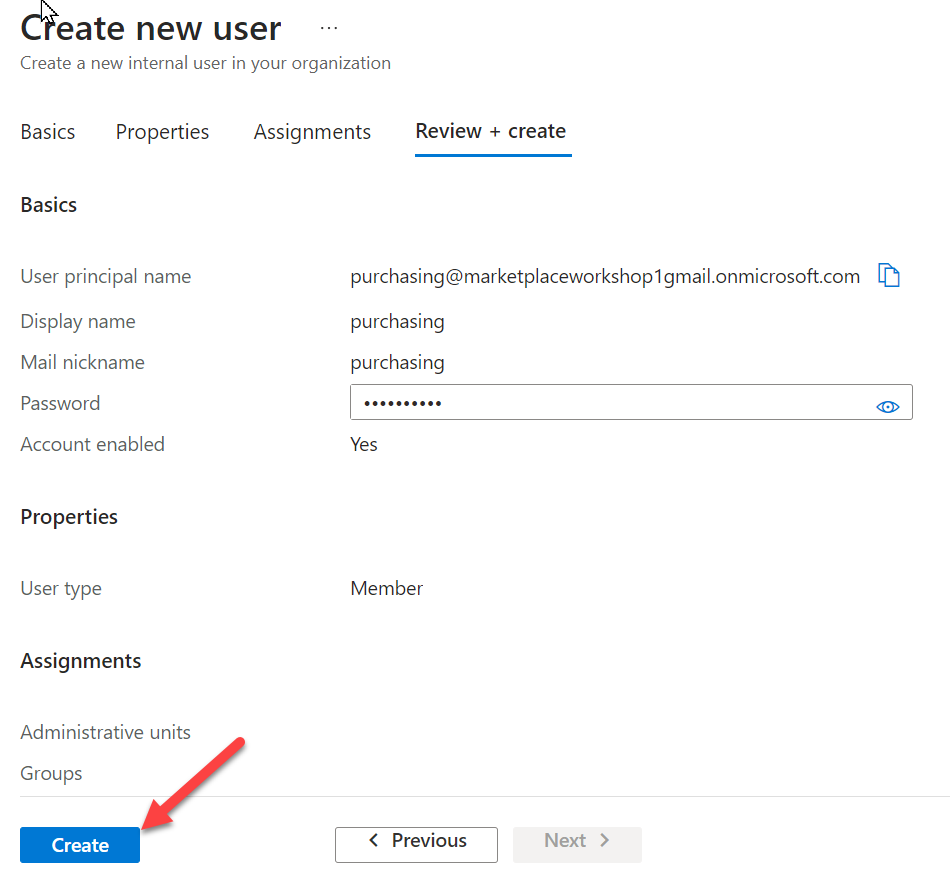 Create new user ...
Create a new internal user in your organization
Basics Properties Assignments Review + create
Basics
User principal name purchasing@marketplaceworkshop1gmail.onmicrosoft.com
Display name purchasing
Mail nickname purchasing
Password ••••••••••
Account enabled Yes
Properties
User type Member
Assignments
Administrative units
Groups
Create Previous Next